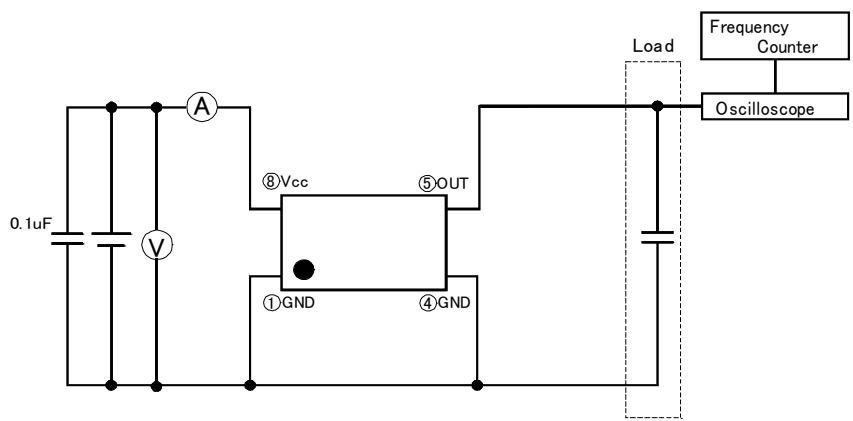 Frequency
Counter
Load
Oscilloscope
A
⑧Vcc
⑤OUT
0.1uF
V
①GND
④GND